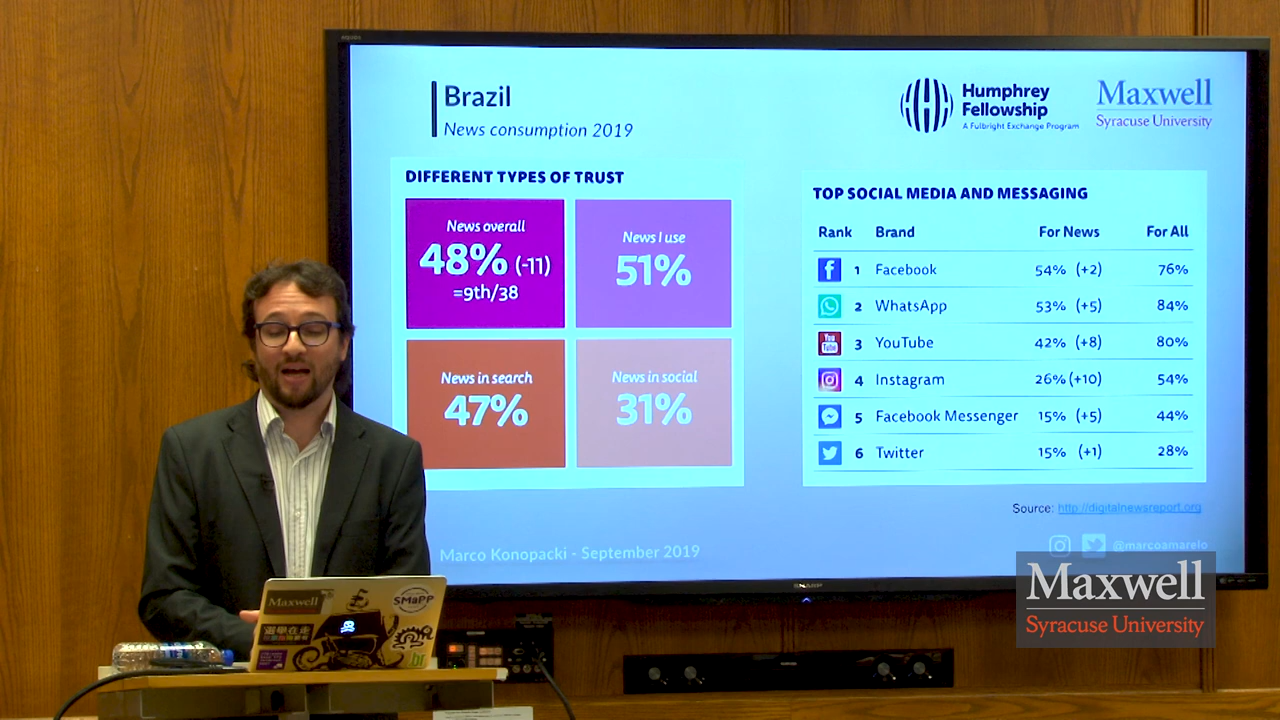 Brazil
News consumption 2019
Humphrey
Fellowship
A Fulbright Exchange Program
Maxwell
Syracuse University
DIFFERENT TYPES OF TRUST
News overall
48% (-11)
=9th/38
News I use
51%
News in search
47%
News in social
31%
TOP SOCIAL MEDIA AND MESSAGING
Rank Brand For News For All
1 Facebook 54% (+2) 76%
2 WhatsApp 53% (+5) 84%
You
Tube
3 YouTube 42% (+8) 80%
4 Instagram 26% (+10) 54%
5 Facebook Messenger 15% (+5) 44%
6 Twitter 15% (+1) 28%
Source: http://digitalnewsreport.org
Marco Konopacki - September 2019
@marcoamarelo
SHARP
Maxwell
Syracuse University
Maxwell
SMaPP